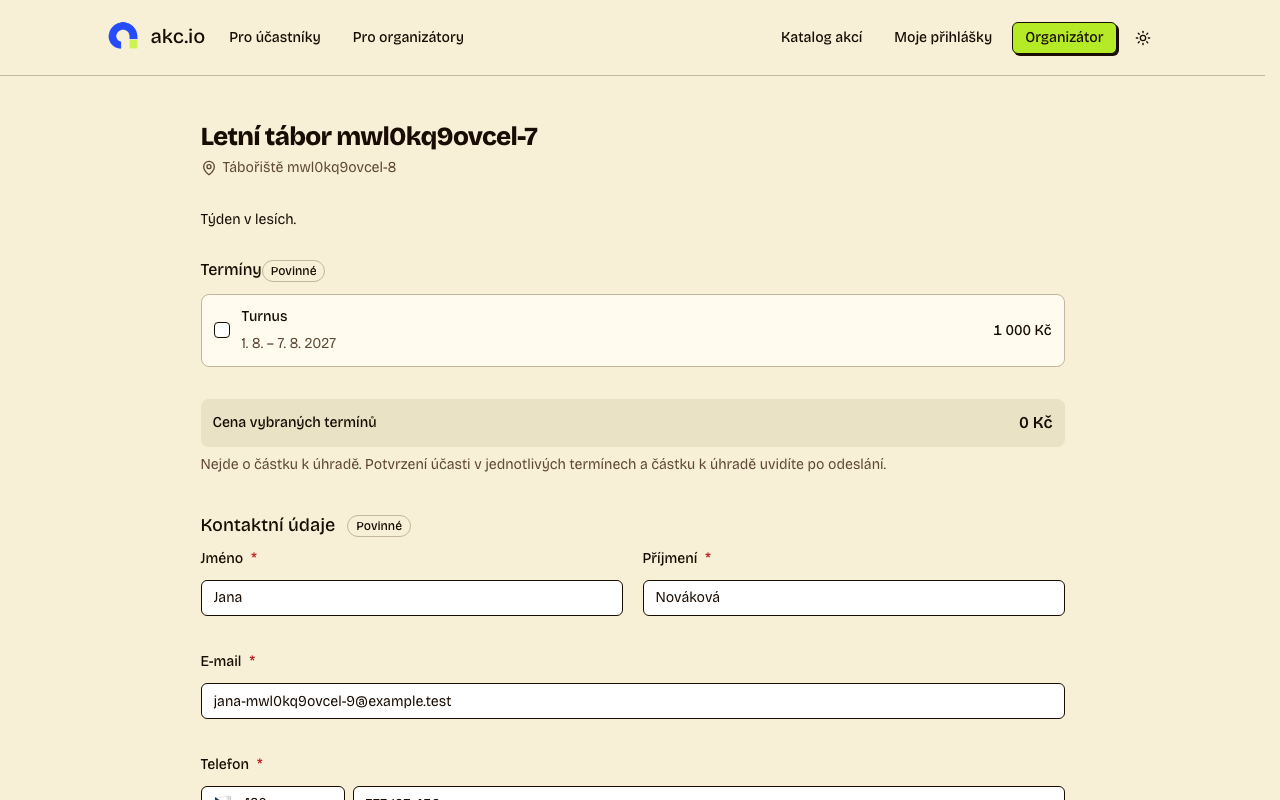 akc.io Pro účastníky Pro organizátory Katalog akcí Moje přihlášky Organizátor
Letní tábor mwl0kq9ovcel-7
Tábořiště mwl0kq9ovcel-8
Týden v lesích.
Termíny Povinné
Turnus
1. 8. – 7. 8. 2027
1 000 Kč
Cena vybraných termínů 0 Kč
Nejde o částku k úhradě. Potvrzení účasti v jednotlivých termínech a částku k úhradě uvidíte po odeslání.
Kontaktní údaje Povinné
Jméno * Příjmení *
Jana Nováková
E-mail *
jana-mwl0kq9ovcel-9@example.test
Telefon *